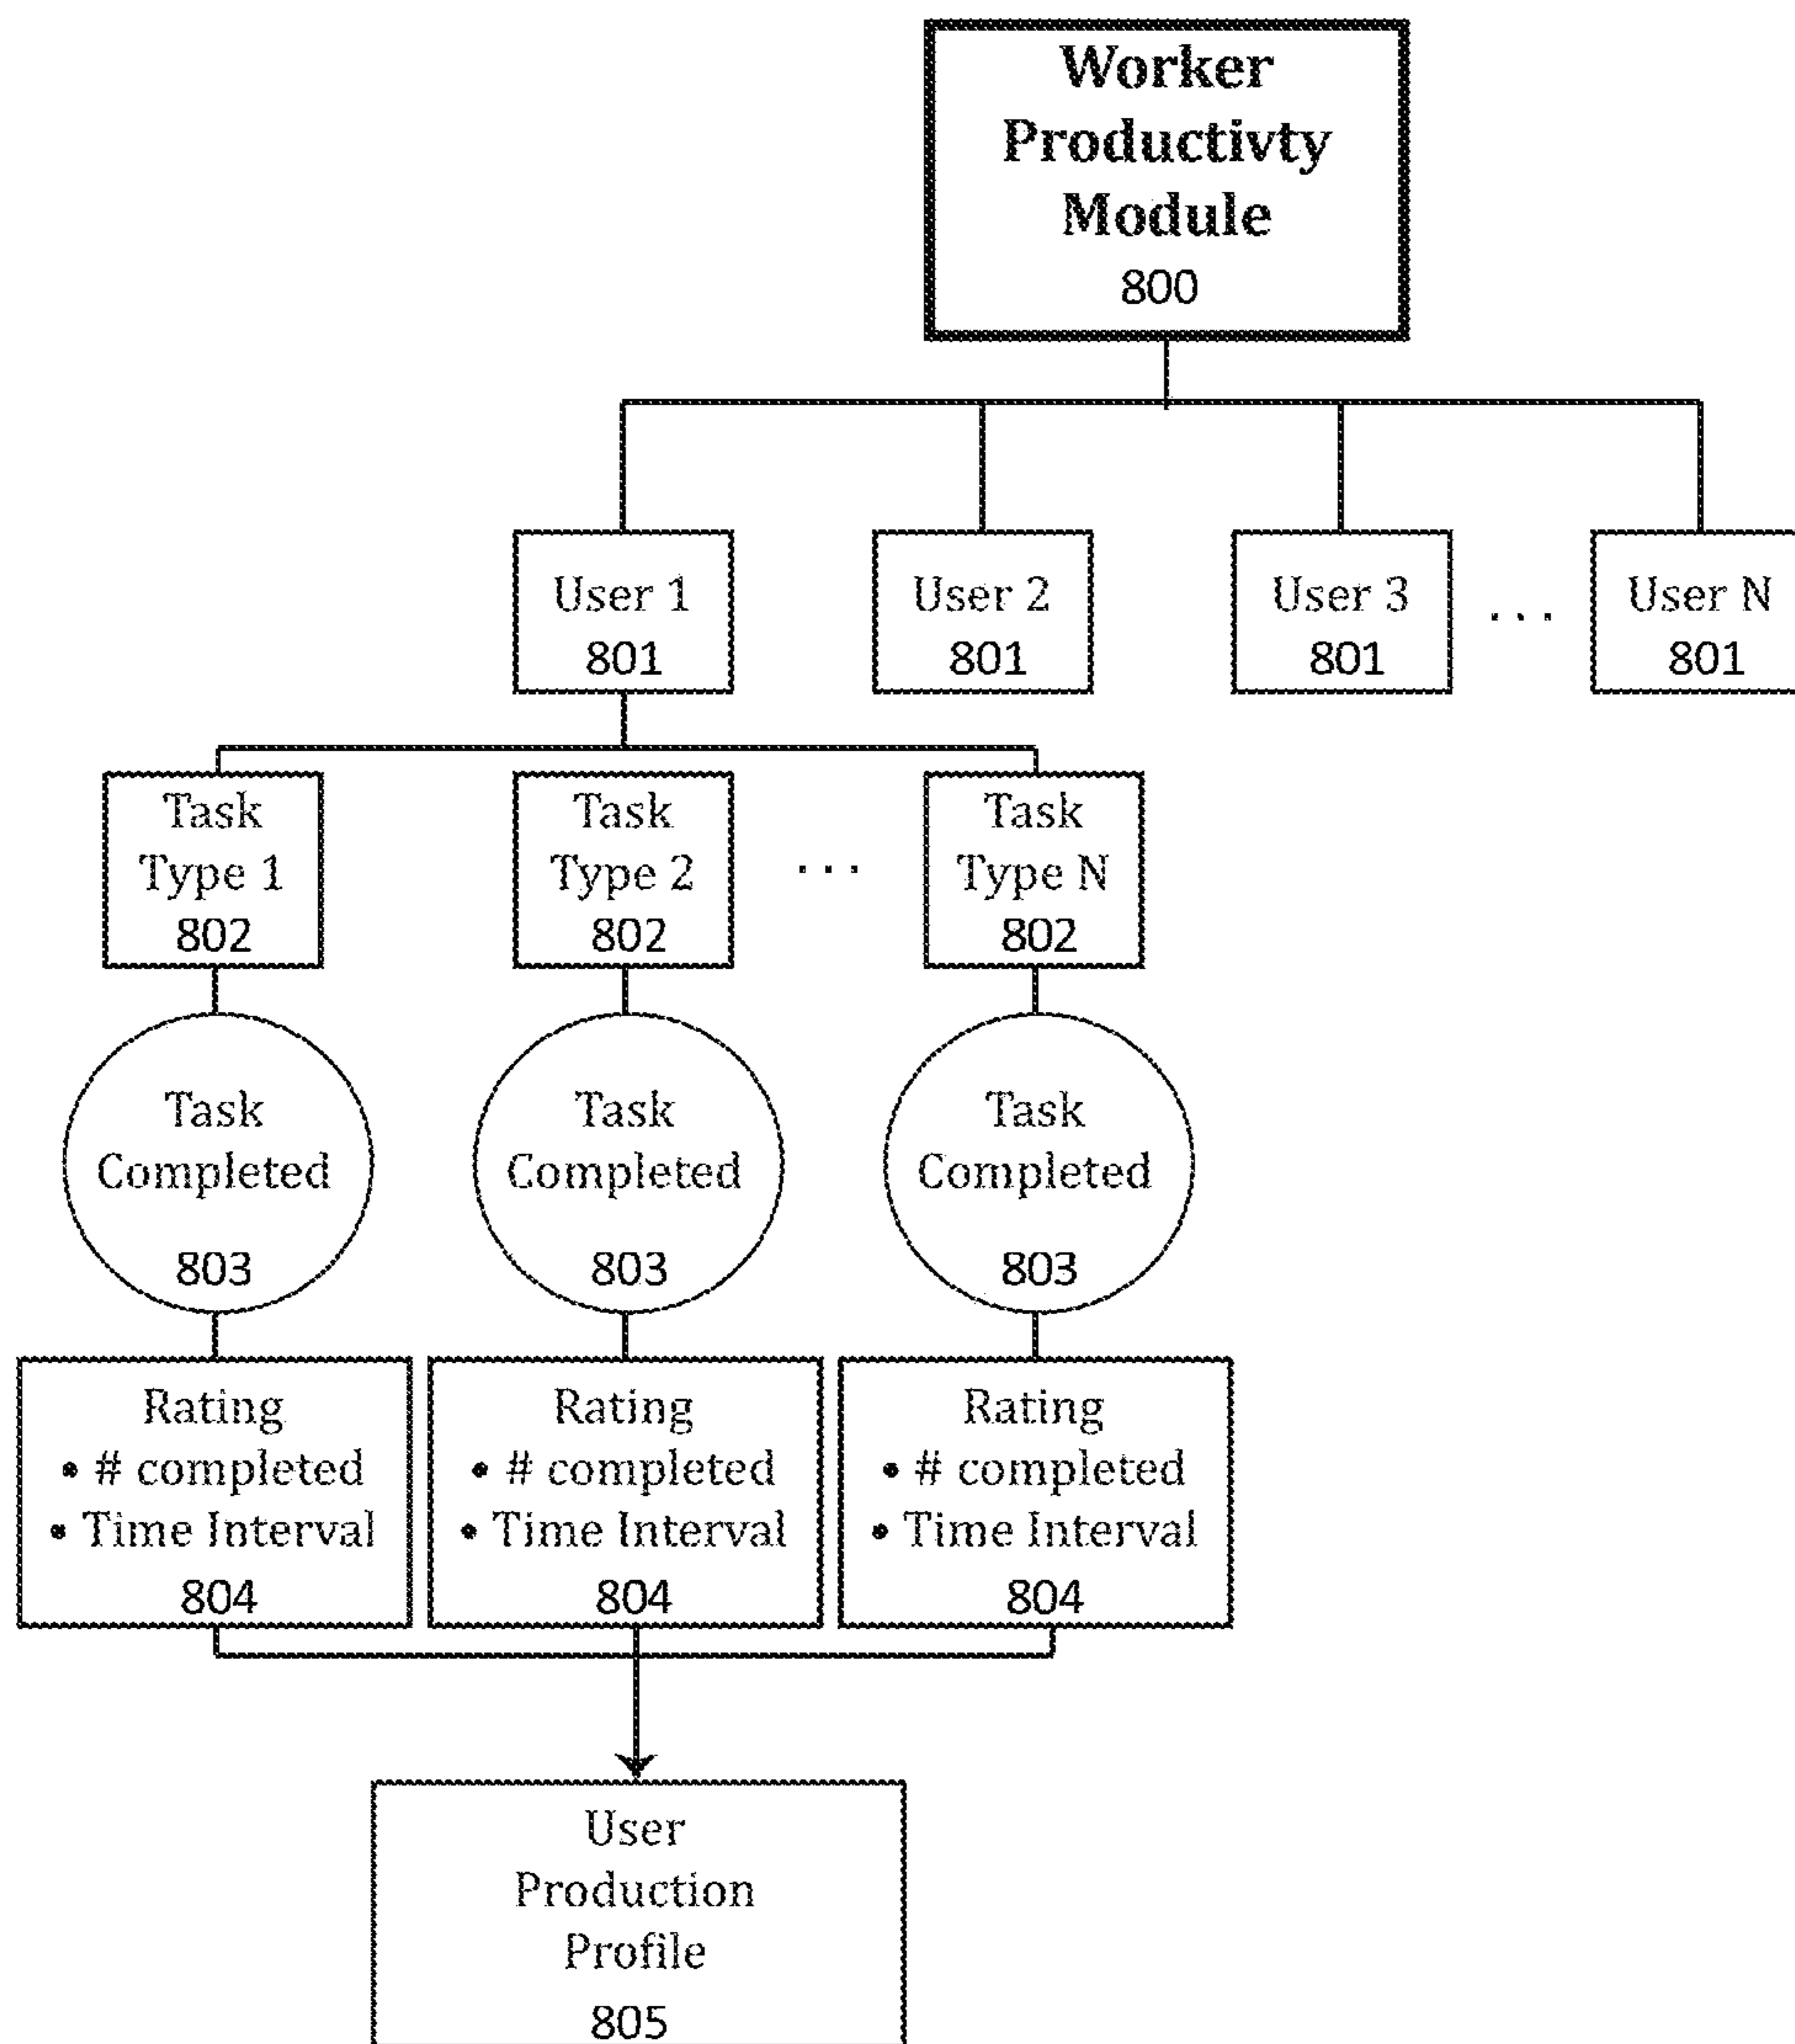 Worker
Productivty
Module
800
User 1
801
User 2
801
User 3
801
...
User N
801
Task
Type 1
802
Task
Type 2
802
...
Task
Type N
802
Task
Completed
803
Task
Completed
803
Task
Completed
803
Rating
• # completed
• Time Interval
804
Rating
• # completed
• Time Interval
804
Rating
• # completed
• Time Interval
804
User
Production
Profile
805